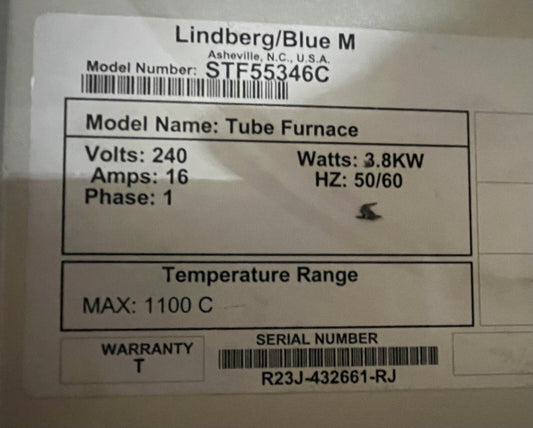 Lindberg/Blue M
Asheville, N.C., U.S.A.
Model Number: STF55346C
Model Name: Tube Furnace
Volts: 240 Watts: 3.8KW
Amps: 16 HZ: 50/60
Phase: 1
Temperature Range
MAX: 1100 C
WARRANTY
T
SERIAL NUMBER
R23J-432661-RJ